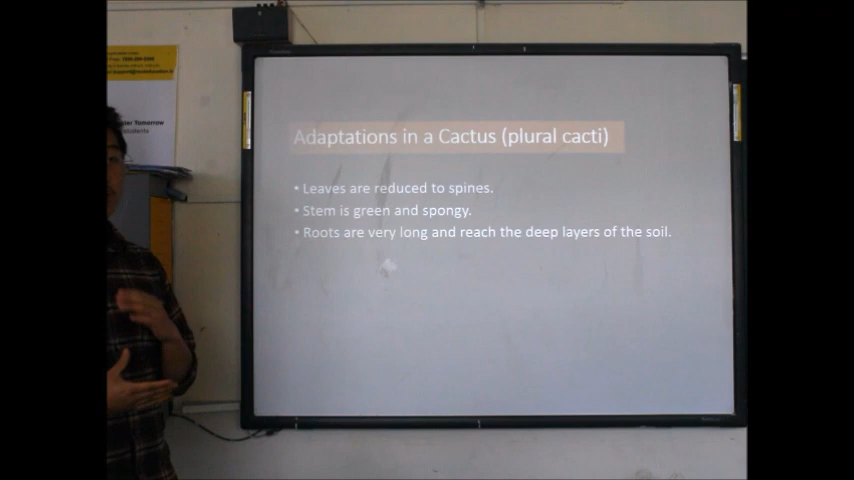 Adaptations in a Cactus (plural cacti)
• Leaves are reduced to spines.
• Stem is green and spongy.
• Roots are very long and reach the deep layers of the soil.
Tomorrow